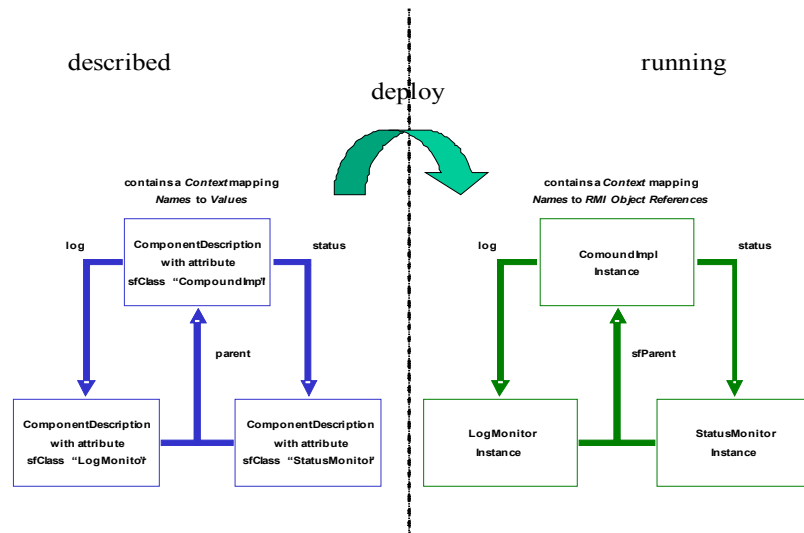 described
running
deploy
contains a Context mapping
Names to Values
contains a Context mapping
Names to RMI Object References
log
ComponentDescription
with attribute
sfClass "CompoundImpl"
status
log
ComoundImpl
Instance
status
parent
sfParent
ComponentDescription
with attribute
sfClass "LogMonitor"
ComponentDescription
with attribute
sfClass "StatusMonitor"
LogMonitor
Instance
StatusMonitor
Instance